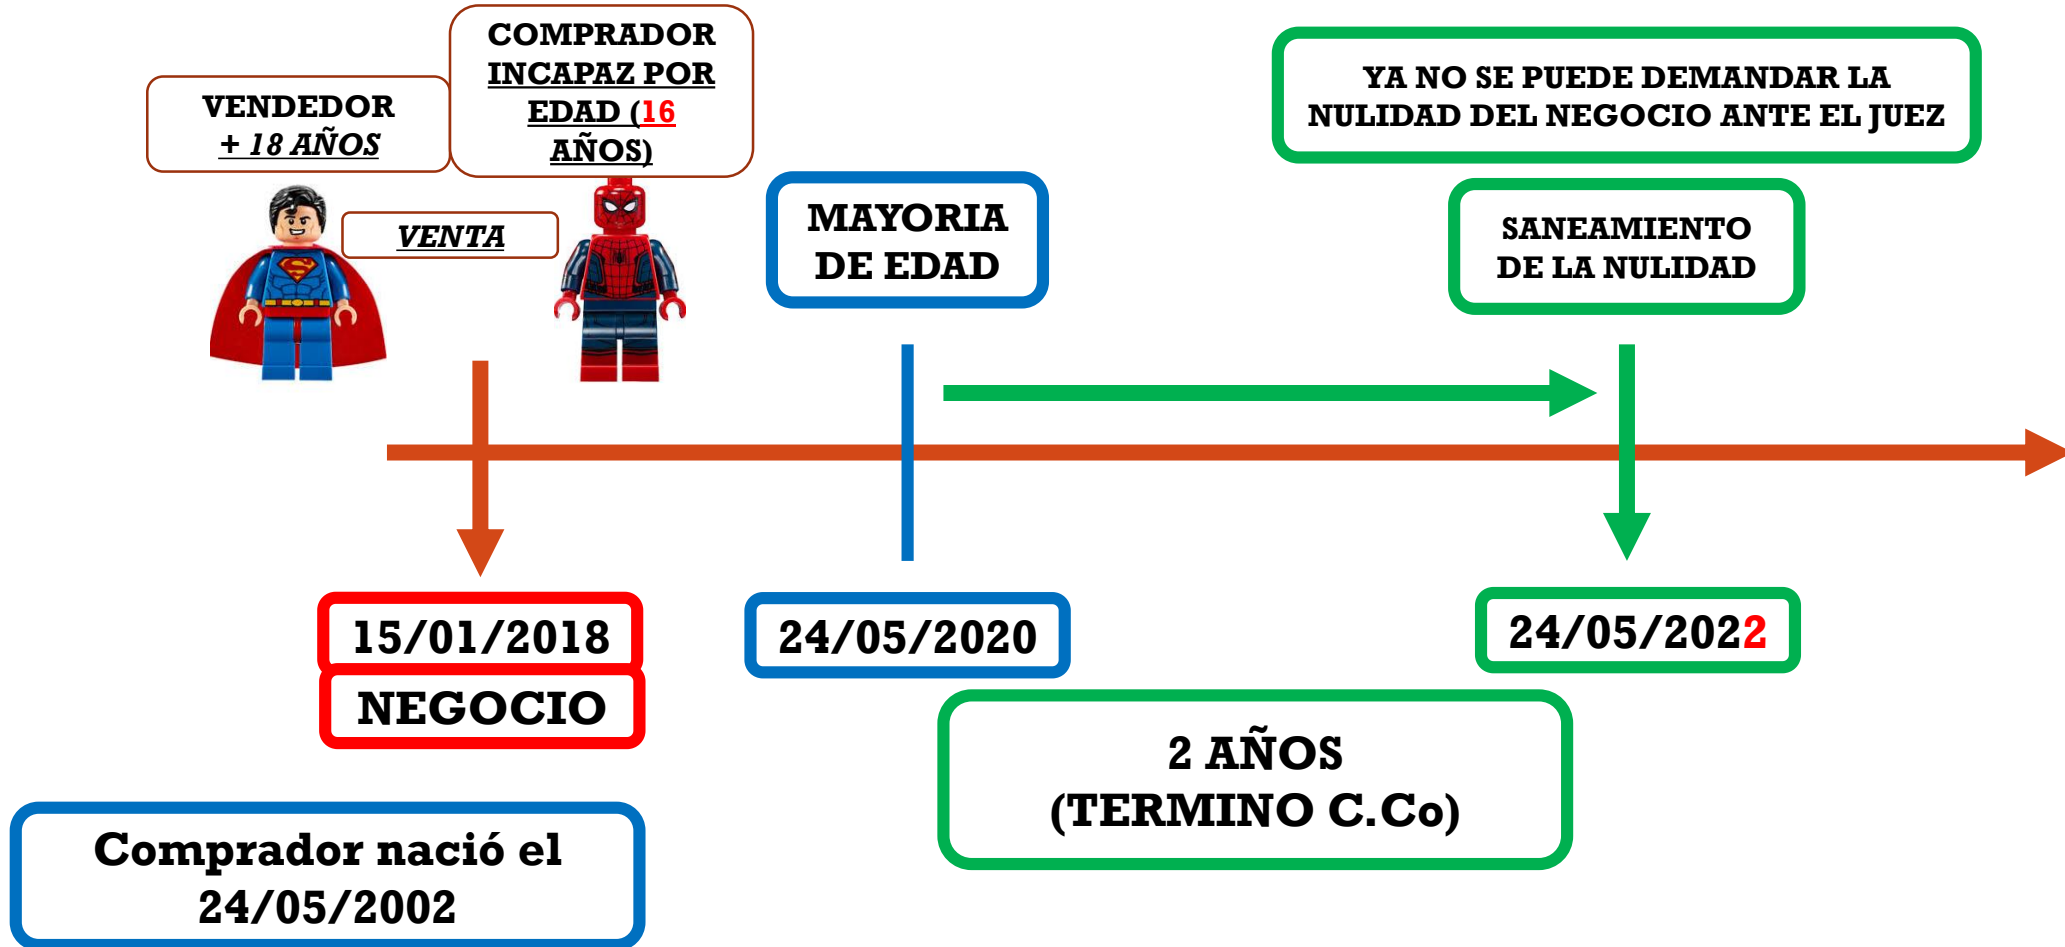 VENDEDOR
+ 18 AÑOS
COMPRADOR
INCAPAZ POR
EDAD (16
AÑOS)
VENTA
MAYORIA
DE EDAD
YA NO SE PUEDE DEMANDAR LA
NULIDAD DEL NEGOCIO ANTE EL JUEZ
SANEAMIENTO
DE LA NULIDAD
15/01/2018
NEGOCIO
24/05/2020
24/05/2022
2 AÑOS
(TERMINO C.Co)
Comprador nació el
24/05/2002